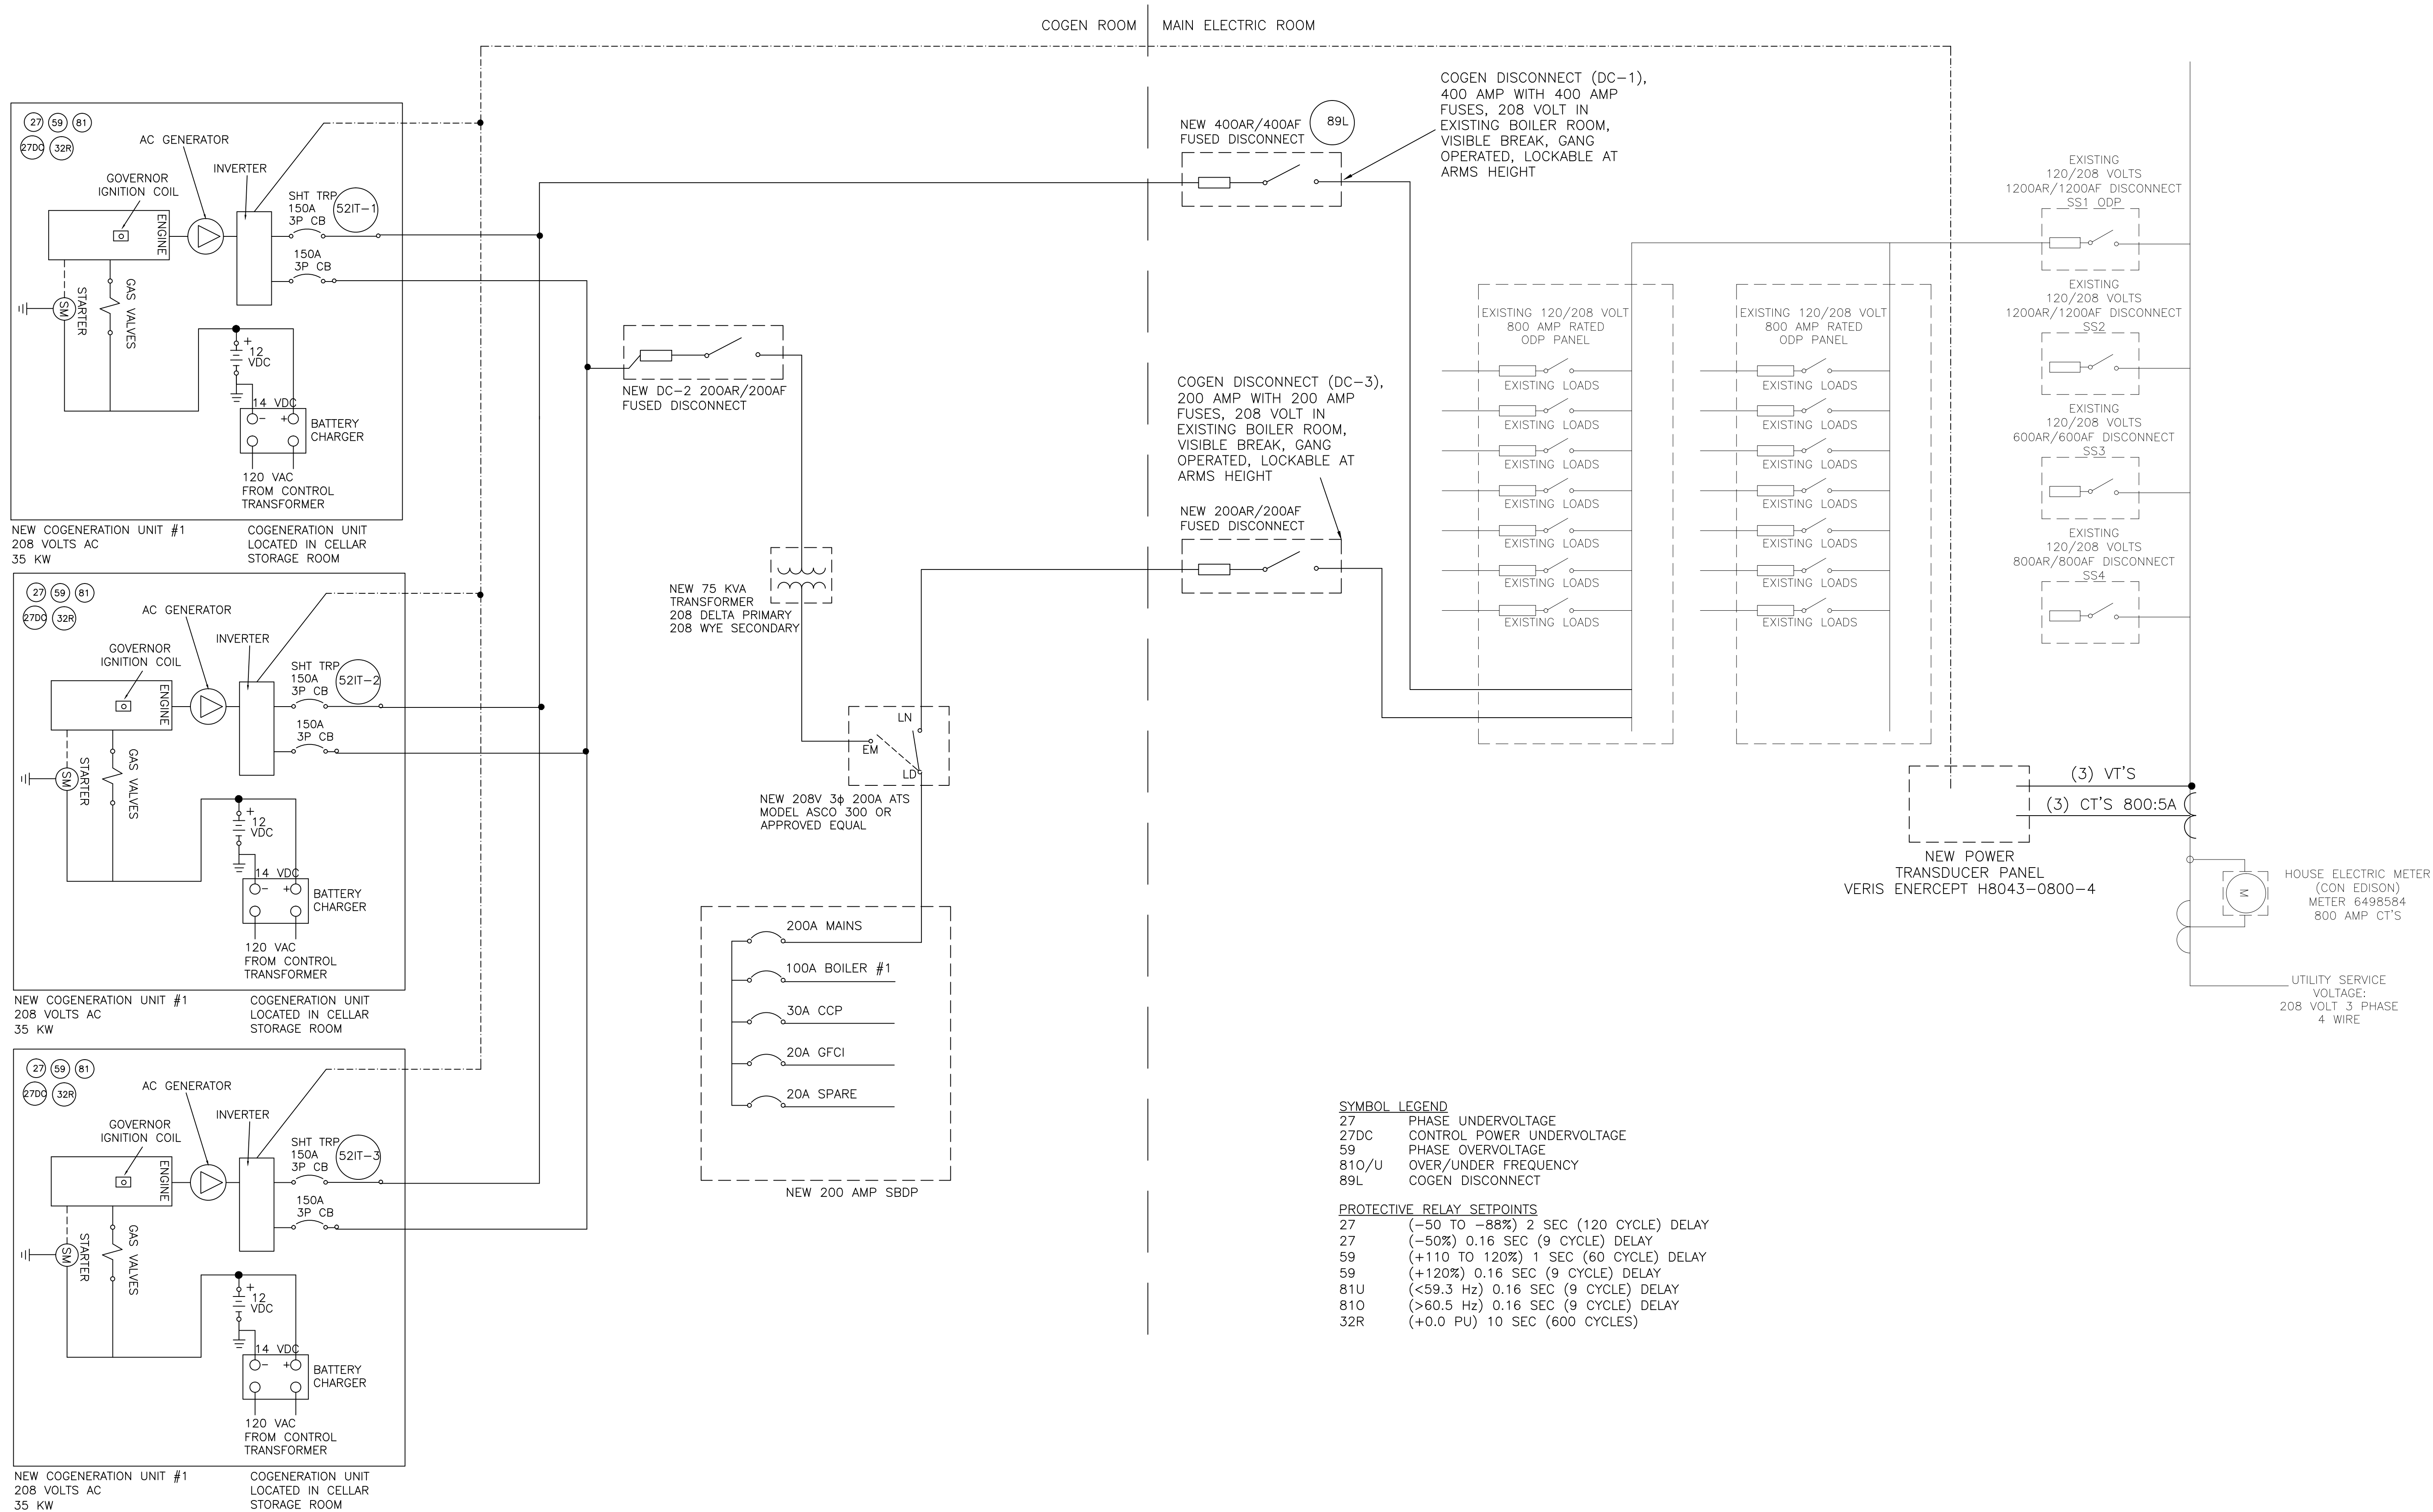 COGEN ROOM
MAIN ELECTRIC ROOM
27 59 81
27DC 32R
AC GENERATOR
INVERTER
GOVERNOR
IGNITION COIL
ENGINE
SHT TRP
150A
3P CB
52IT-1
150A
3P CB
SM
STARTER
GAS VALVES
+
12
VDC
14 VDC
- +
BATTERY
CHARGER
120 VAC
FROM CONTROL
TRANSFORMER
NEW COGENERATION UNIT #1
208 VOLTS AC
35 KW
COGENERATION UNIT
LOCATED IN CELLAR
STORAGE ROOM
27 59 81
27DC 32R
AC GENERATOR
INVERTER
GOVERNOR
IGNITION COIL
ENGINE
SHT TRP
150A
3P CB
52IT-2
150A
3P CB
SM
STARTER
GAS VALVES
+
12
VDC
14 VDC
- +
BATTERY
CHARGER
120 VAC
FROM CONTROL
TRANSFORMER
NEW COGENERATION UNIT #1
208 VOLTS AC
35 KW
COGENERATION UNIT
LOCATED IN CELLAR
STORAGE ROOM
27 59 81
27DC 32R
AC GENERATOR
INVERTER
GOVERNOR
IGNITION COIL
ENGINE
SHT TRP
150A
3P CB
52IT-3
150A
3P CB
SM
STARTER
GAS VALVES
+
12
VDC
14 VDC
- +
BATTERY
CHARGER
120 VAC
FROM CONTROL
TRANSFORMER
NEW COGENERATION UNIT #1
208 VOLTS AC
35 KW
COGENERATION UNIT
LOCATED IN CELLAR
STORAGE ROOM
NEW DC-2 200AR/200AF
FUSED DISCONNECT
NEW 75 KVA
TRANSFORMER
208 DELTA PRIMARY
208 WYE SECONDARY
LN
EM
LD
NEW 208V 3ϕ 200A ATS
MODEL ASCO 300 OR
APPROVED EQUAL
200A MAINS
100A BOILER #1
30A CCP
20A GFCI
20A SPARE
NEW 200 AMP SBDP
NEW 400AR/400AF
FUSED DISCONNECT
89L
COGEN DISCONNECT (DC-1),
400 AMP WITH 400 AMP
FUSES, 208 VOLT IN
EXISTING BOILER ROOM,
VISIBLE BREAK, GANG
OPERATED, LOCKABLE AT
ARMS HEIGHT
COGEN DISCONNECT (DC-3),
200 AMP WITH 200 AMP
FUSES, 208 VOLT IN
EXISTING BOILER ROOM,
VISIBLE BREAK, GANG
OPERATED, LOCKABLE AT
ARMS HEIGHT
NEW 200AR/200AF
FUSED DISCONNECT
EXISTING 120/208 VOLT
800 AMP RATED
ODP PANEL
EXISTING LOADS
EXISTING LOADS
EXISTING LOADS
EXISTING LOADS
EXISTING LOADS
EXISTING LOADS
EXISTING LOADS
EXISTING 120/208 VOLT
800 AMP RATED
ODP PANEL
EXISTING LOADS
EXISTING LOADS
EXISTING LOADS
EXISTING LOADS
EXISTING LOADS
EXISTING LOADS
EXISTING LOADS
EXISTING
120/208 VOLTS
1200AR/1200AF DISCONNECT
SS1 ODP
EXISTING
120/208 VOLTS
1200AR/1200AF DISCONNECT
SS2
EXISTING
120/208 VOLTS
600AR/600AF DISCONNECT
SS3
EXISTING
120/208 VOLTS
800AR/800AF DISCONNECT
SS4
(3) VT'S
(3) CT'S 800:5A
NEW POWER
TRANSDUCER PANEL
VERIS ENERCEPT H8043-0800-4
M
HOUSE ELECTRIC METER
(CON EDISON)
METER 6498584
800 AMP CT'S
UTILITY SERVICE
VOLTAGE:
208 VOLT 3 PHASE
4 WIRE
SYMBOL LEGEND
27 PHASE UNDERVOLTAGE
27DC CONTROL POWER UNDERVOLTAGE
59 PHASE OVERVOLTAGE
81O/U OVER/UNDER FREQUENCY
89L COGEN DISCONNECT
PROTECTIVE RELAY SETPOINTS
27 (-50 TO -88%) 2 SEC (120 CYCLE) DELAY
27 (-50%) 0.16 SEC (9 CYCLE) DELAY
59 (+110 TO 120%) 1 SEC (60 CYCLE) DELAY
59 (+120%) 0.16 SEC (9 CYCLE) DELAY
81U (<59.3 Hz) 0.16 SEC (9 CYCLE) DELAY
81O (>60.5 Hz) 0.16 SEC (9 CYCLE) DELAY
32R (+0.0 PU) 10 SEC (600 CYCLES)